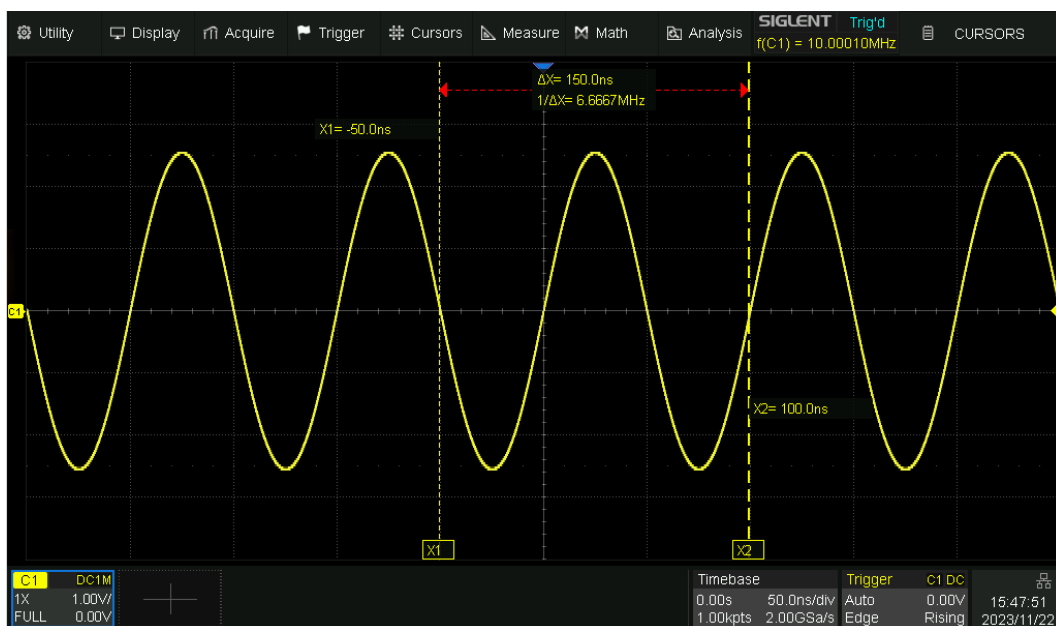 Utility Display Acquire Trigger Cursors Measure Math Analysis SIGLENT Trig'd CURSORS
f(C1) = 10.00010MHz
ΔX= 150.0ns
1/ΔX= 6.6667MHz
X1= -50.0ns
C1
X2= 100.0ns
X1 X2
C1 DC1M
1X 1.00V/
FULL 0.00V
Timebase
0.00s 50.0ns/div
1.00kpts 2.00GSa/s
Trigger C1 DC
Auto 0.00V
Edge Rising
15:47:51
2023/11/22